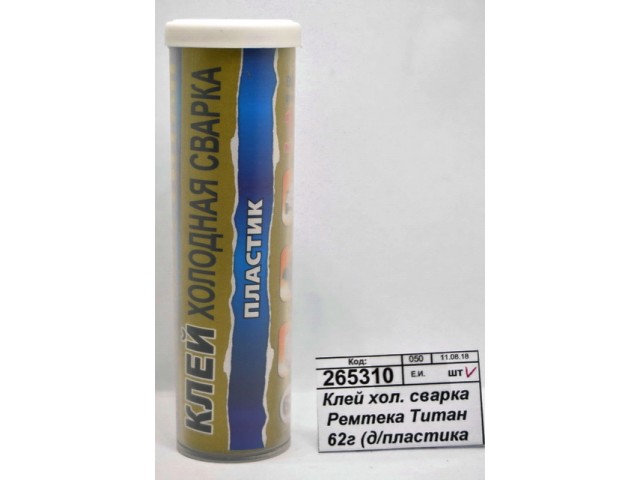 КЛЕЙ ХОЛОДНАЯ СВАРКА
ПЛАСТИК
Код: 050 11.08.18
265310 Е.И. шт
Клей хол. сварка
Ремтека Титан
62г (д/пластика